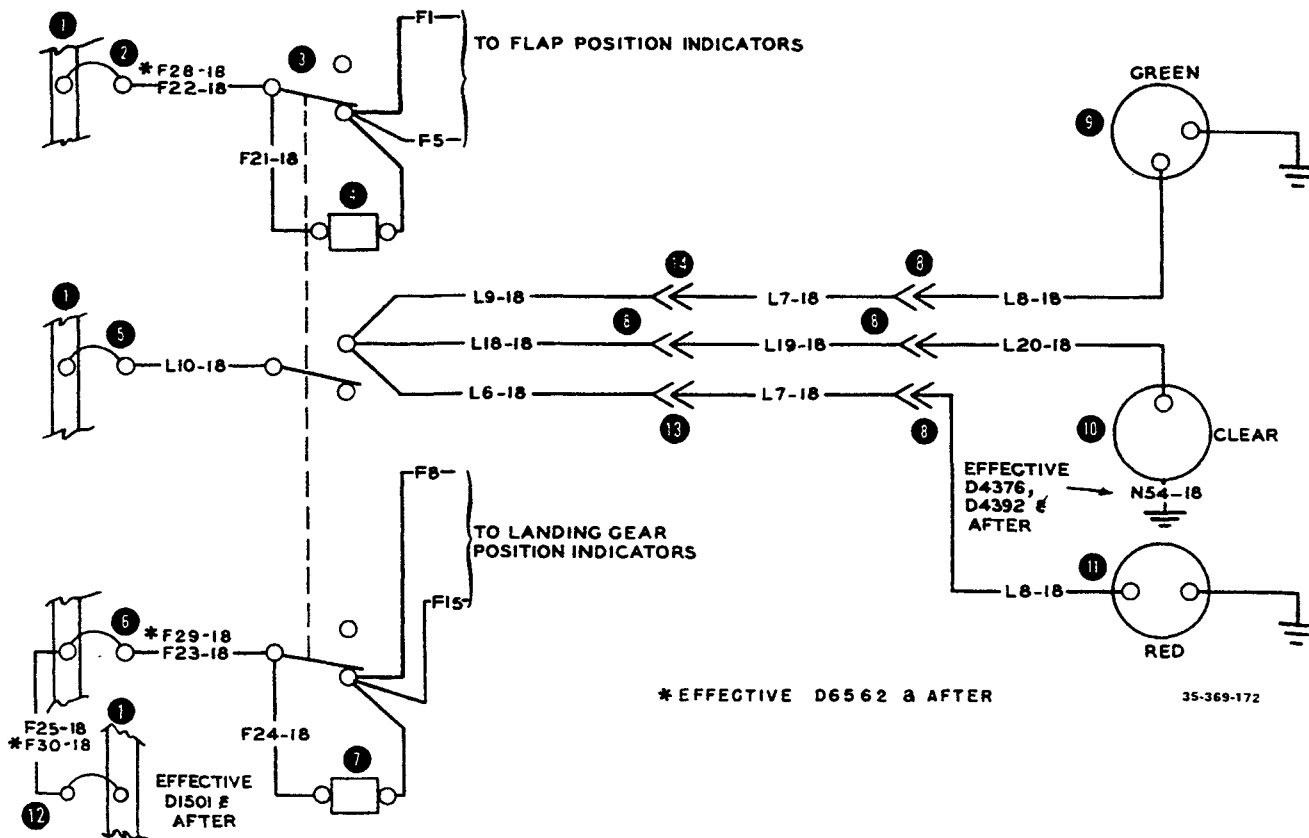 1
2
*F28-18
F22-18
3
F1
TO FLAP POSITION INDICATORS
F5
F21-18
4
GREEN
9
1
5
L10-18
L9-18
14
L7-18
8
L8-18
L18-18
8
L19-18
8
L20-18
L6-18
13
L7-18
8
10
CLEAR
EFFECTIVE
D4376,
D4392 &
AFTER
N54-18
F8
TO LANDING GEAR
POSITION INDICATORS
F15
11
L8-18
RED
6
*F29-18
F23-18
F25-18
*F30-18
1
F24-18
7
12
EFFECTIVE
D1501 &
AFTER
*EFFECTIVE D6562 & AFTER
35-369-172